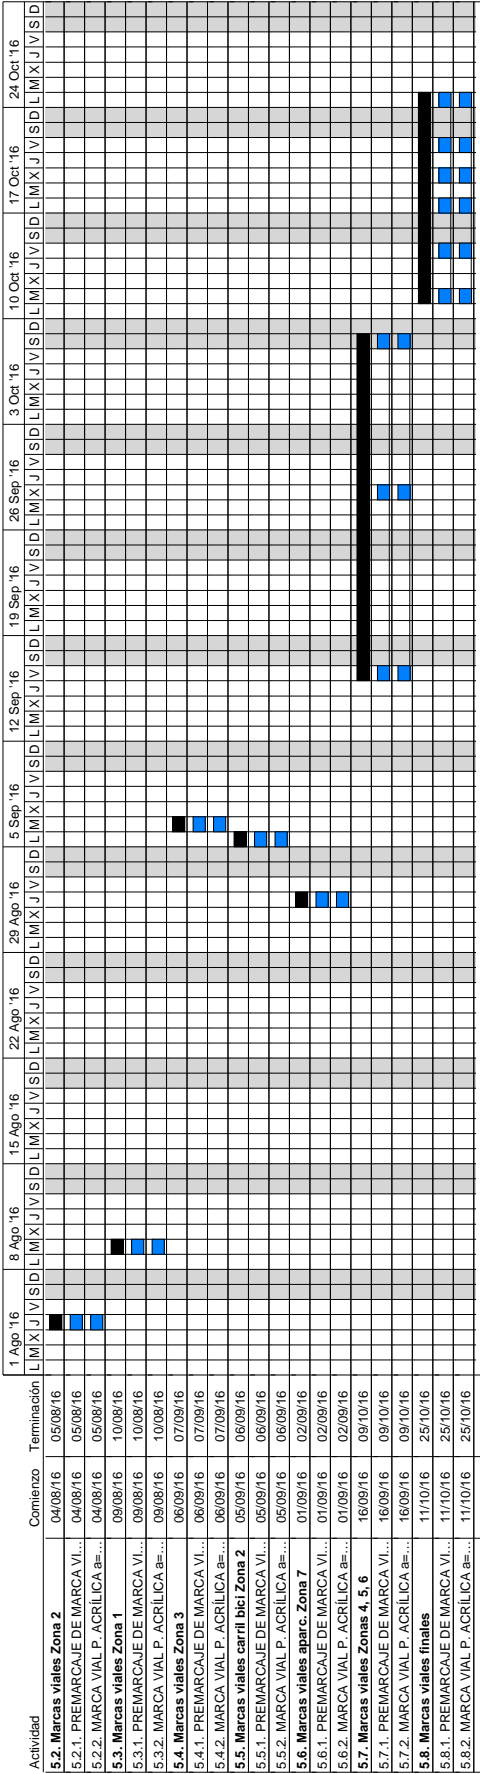 Actividad Comienzo Terminación 1 Ago '16 8 Ago '16 15 Ago '16 22 Ago '16 29 Ago '16 5 Sep '16 12 Sep '16 19 Sep '16 26 Sep '16 3 Oct '16 10 Oct '16 17 Oct '16 24 Oct '16
L M X J V S D L M X J V S D L M X J V S D L M X J V S D L M X J V S D L M X J V S D L M X J V S D L M X J V S D L M X J V S D L M X J V S D L M X J V S D L M X J V S D L M X J V S D
5.2. Marcas viales Zona 2 04/08/16 05/08/16
5.2.1. PREMARCAJE DE MARCA VI... 04/08/16 05/08/16
5.2.2. MARCA VIAL P. ACRÍLICA a=... 04/08/16 05/08/16
5.3. Marcas viales Zona 1 09/08/16 10/08/16
5.3.1. PREMARCAJE DE MARCA VI... 09/08/16 10/08/16
5.3.2. MARCA VIAL P. ACRÍLICA a=... 09/08/16 10/08/16
5.4. Marcas viales Zona 3 06/09/16 07/09/16
5.4.1. PREMARCAJE DE MARCA VI... 06/09/16 07/09/16
5.4.2. MARCA VIAL P. ACRÍLICA a=... 06/09/16 07/09/16
5.5. Marcas viales carril bici Zona 2 05/09/16 06/09/16
5.5.1. PREMARCAJE DE MARCA VI... 05/09/16 06/09/16
5.5.2. MARCA VIAL P. ACRÍLICA a=... 05/09/16 06/09/16
5.6. Marcas viales aparc. Zona 7 01/09/16 02/09/16
5.6.1. PREMARCAJE DE MARCA VI... 01/09/16 02/09/16
5.6.2. MARCA VIAL P. ACRÍLICA a=... 01/09/16 02/09/16
5.7. Marcas viales Zonas 4, 5, 6 16/09/16 09/10/16
5.7.1. PREMARCAJE DE MARCA VI... 16/09/16 09/10/16
5.7.2. MARCA VIAL P. ACRÍLICA a=... 16/09/16 09/10/16
5.8. Marcas viales finales 11/10/16 25/10/16
5.8.1. PREMARCAJE DE MARCA VI... 11/10/16 25/10/16
5.8.2. MARCA VIAL P. ACRÍLICA a=... 11/10/16 25/10/16